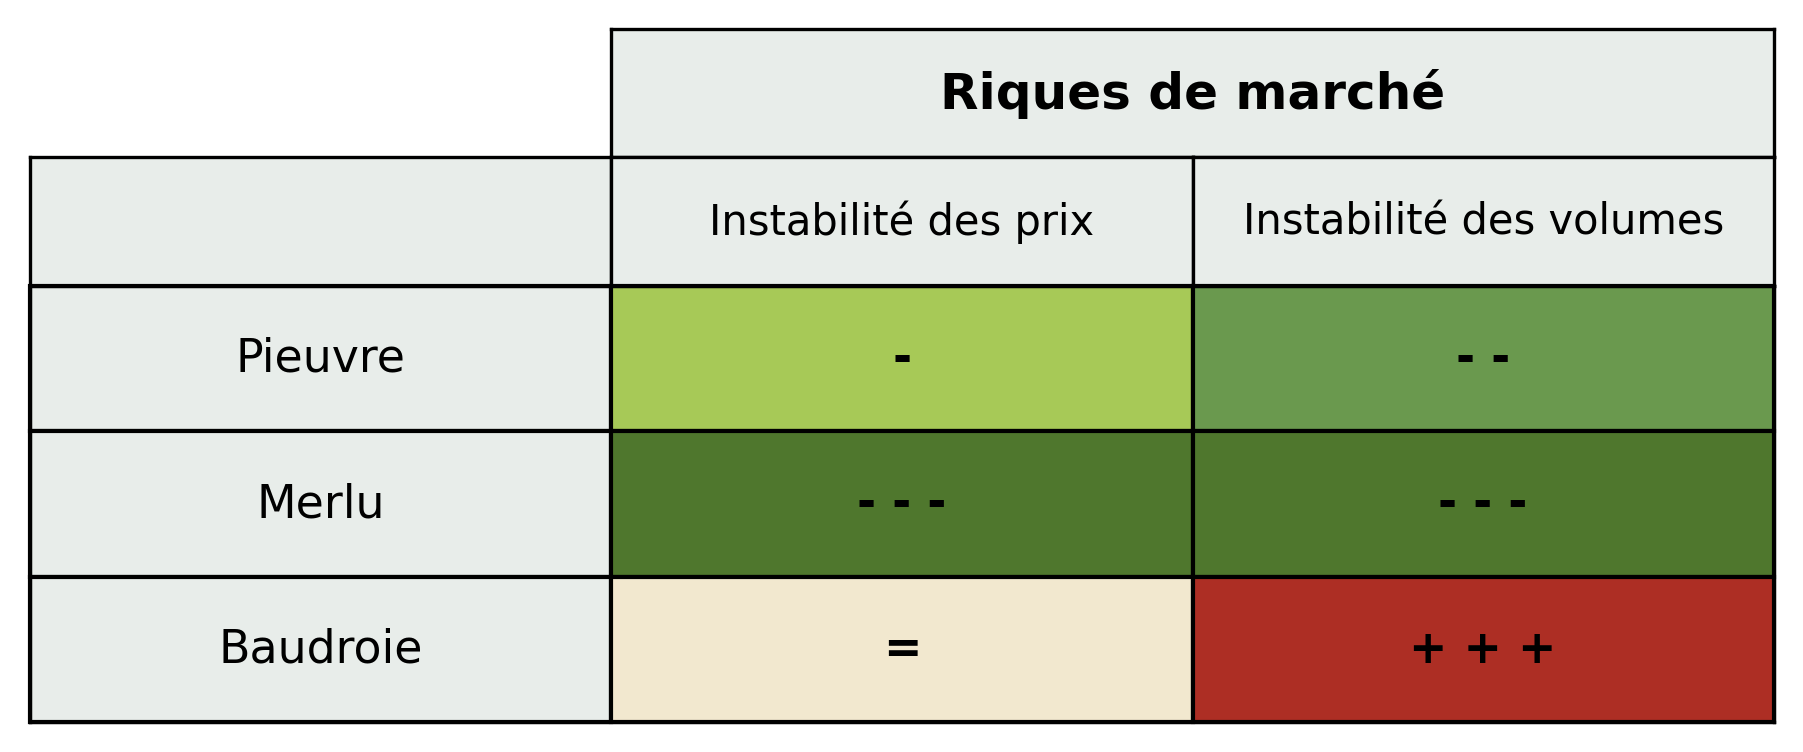 Riques de marché
Instabilité des prix Instabilité des volumes
Pieuvre - - -
Merlu - - - - - -
Baudroie = + + +